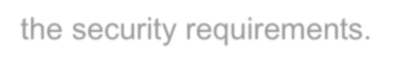 the security requirements.